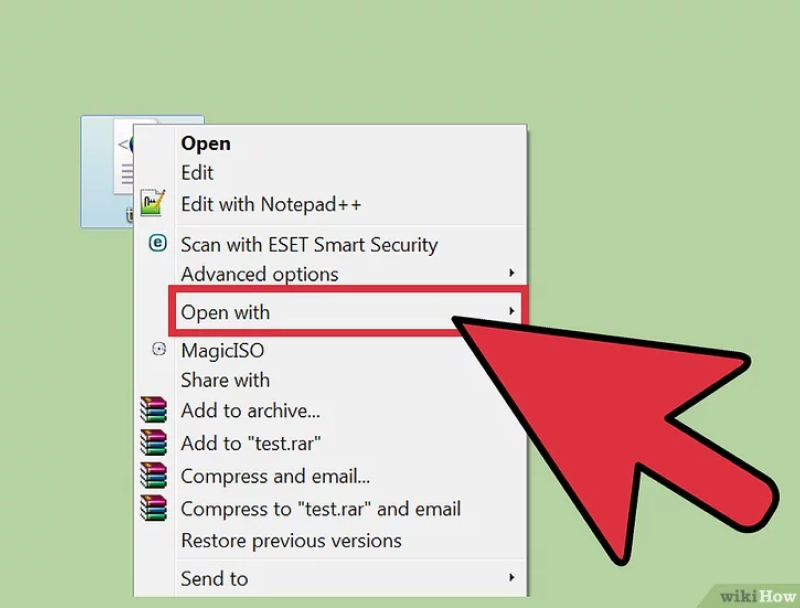 Open
Edit
Edit with Notepad++
Scan with ESET Smart Security
Advanced options
Open with
MagicISO
Share with
Add to archive...
Add to "test.rar"
Compress and email...
Compress to "test.rar" and email
Restore previous versions
Send to
wikiHow